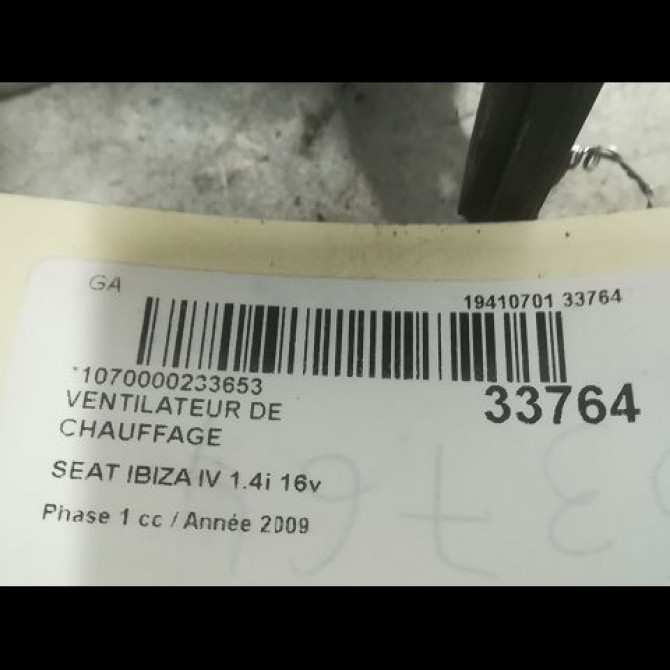 GA
19410701 33764
*1070000233653
33764
VENTILATEUR DE
CHAUFFAGE
SEAT IBIZA IV 1.4i 16v
Phase 1 cc / Année 2009